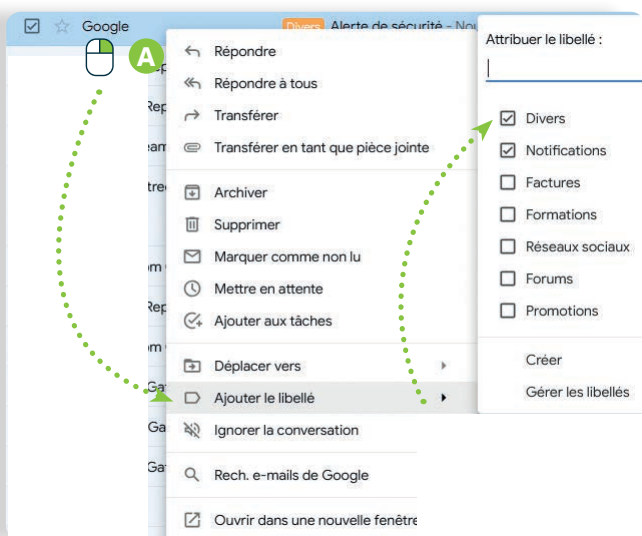 Google
Divers Alerte de sécurité – Nou
A
Répondre
Répondre à tous
Transférer
Transférer en tant que pièce jointe
Archiver
Supprimer
Marquer comme non lu
Mettre en attente
Ajouter aux tâches
Déplacer vers
Ajouter le libellé
Ignorer la conversation
Rech. e-mails de Google
Ouvrir dans une nouvelle fenêtre
Attribuer le libellé :
Divers
Notifications
Factures
Formations
Réseaux sociaux
Forums
Promotions
Créer
Gérer les libellés